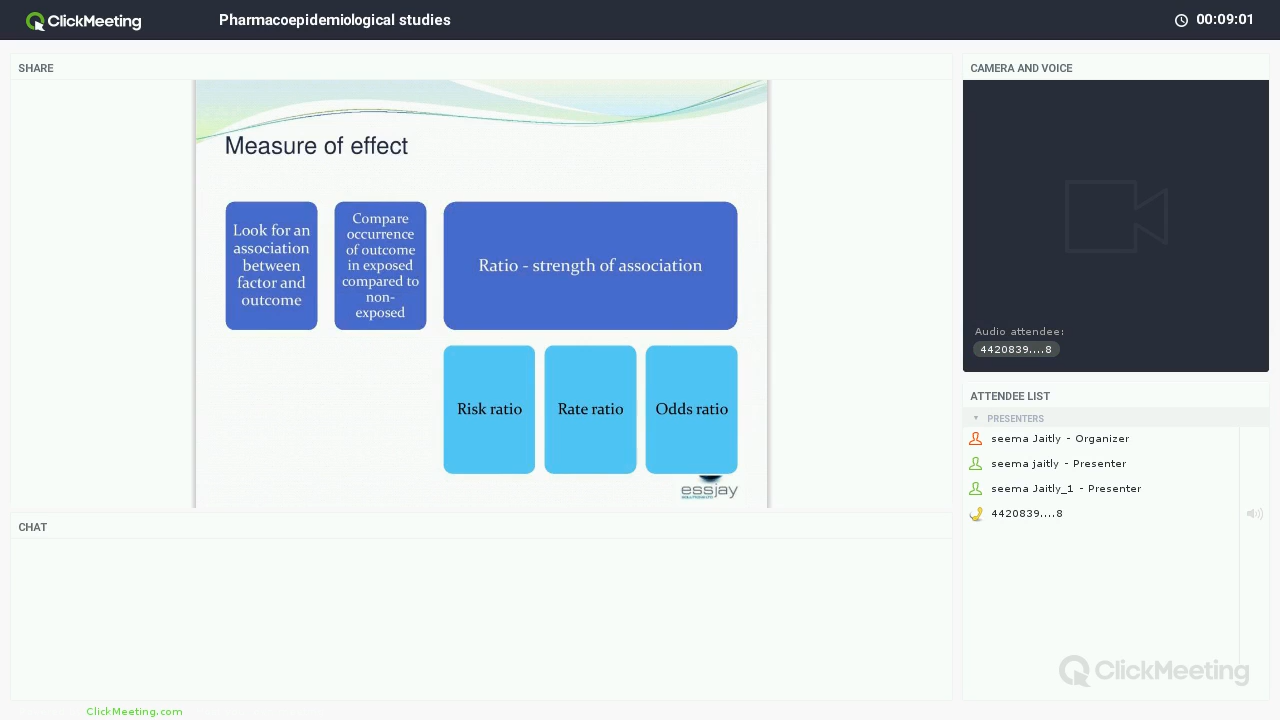 ClickMeeting
Pharmacoepidemiological studies
00:09:01
SHARE
Measure of effect
Look for an
association
between
factor and
outcome
Compare
occurrence
of outcome
in exposed
compared to
non-
exposed
Ratio - strength of association
Risk ratio
Rate ratio
Odds ratio
essjay
CHAT
CAMERA AND VOICE
Audio attendee:
4420839....8
ATTENDEE LIST
PRESENTERS
seema Jaitly - Organizer
seema jaitly - Presenter
seema Jaitly_1 - Presenter
4420839....8
ClickMeeting
ClickMeeting.com